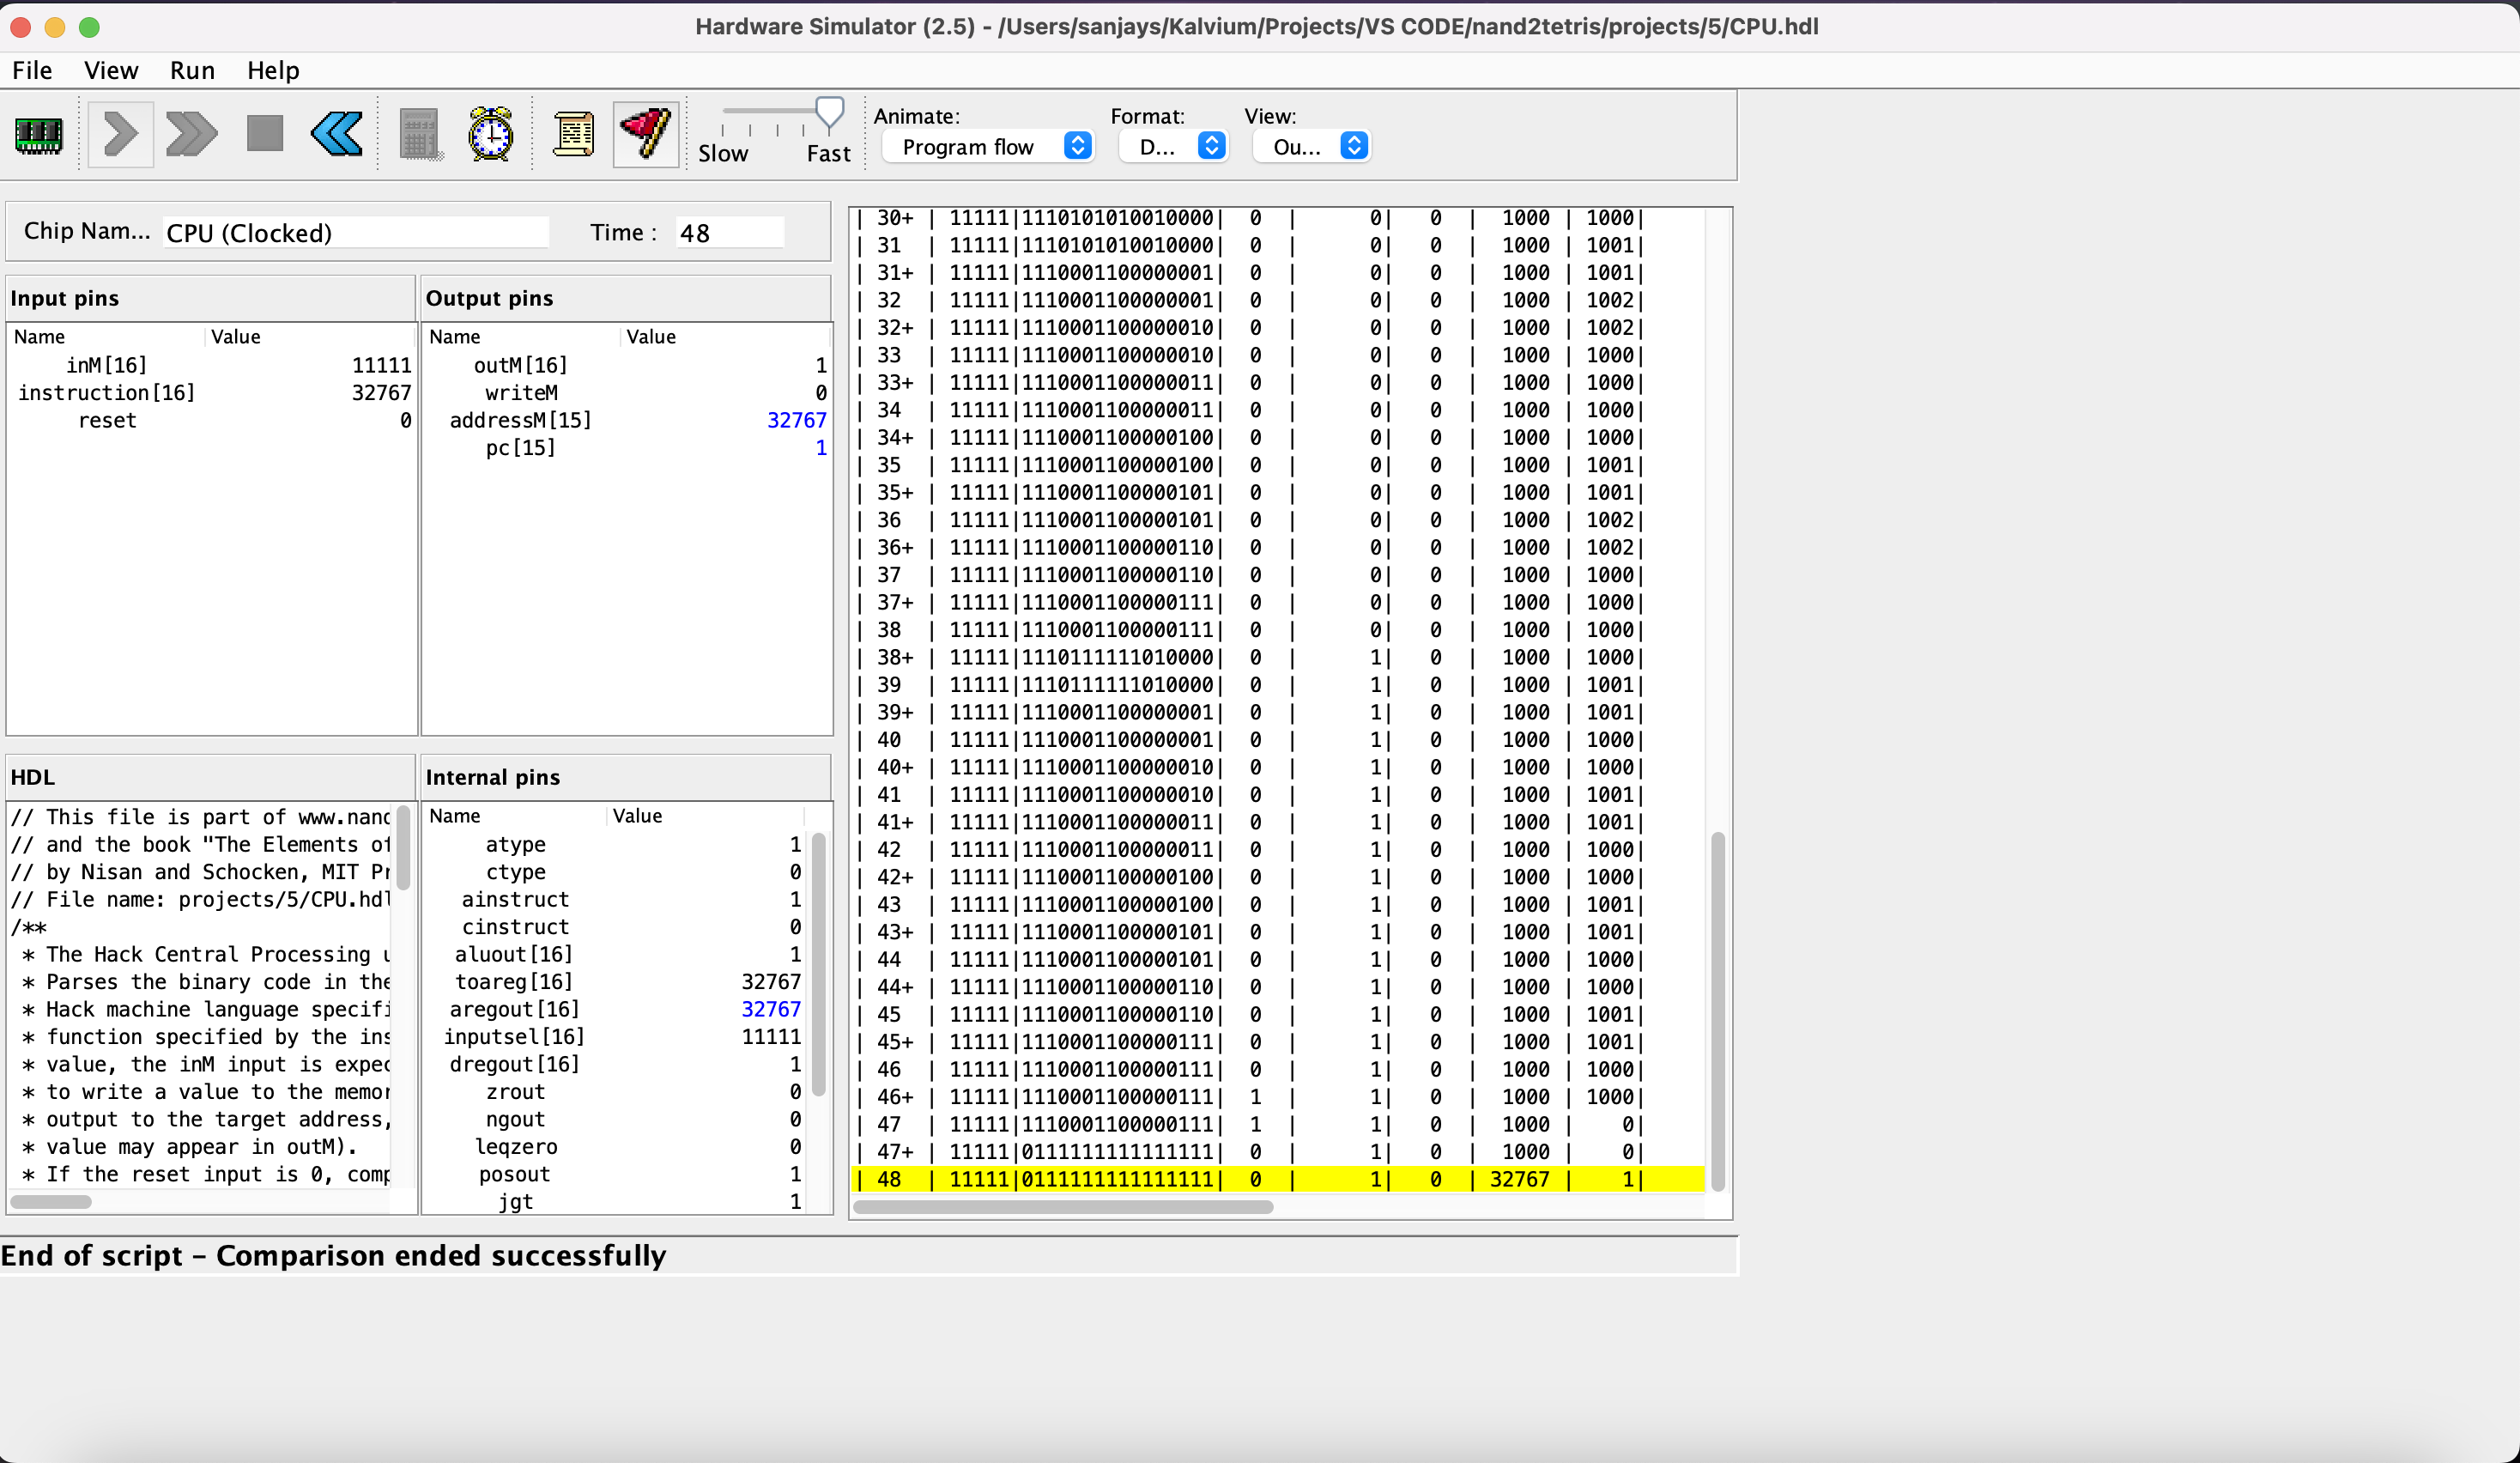 Hardware Simulator (2.5) - /Users/sanjays/Kalvium/Projects/VS CODE/nand2tetris/projects/5/CPU.hdl
File View Run Help
Slow Fast
Animate: Format: View:
Program flow D... Ou...
Chip Nam... CPU (Clocked) Time : 48
Input pins
Name Value
inM[16] 11111
instruction[16] 32767
reset 0
Output pins
Name Value
outM[16] 1
writeM 0
addressM[15] 32767
pc[15] 1
HDL
// This file is part of www.nand
// and the book "The Elements of
// by Nisan and Schocken, MIT Pr
// File name: projects/5/CPU.hdl
/**
* The Hack Central Processing u
* Parses the binary code in the
* Hack machine language specifi
* function specified by the ins
* value, the inM input is expec
* to write a value to the memor
* output to the target address,
* value may appear in outM).
* If the reset input is 0, comp
Internal pins
Name Value
atype 1
ctype 0
ainstruct 1
cinstruct 0
aluout[16] 1
toareg[16] 32767
aregout[16] 32767
inputsel[16] 11111
dregout[16] 1
zrout 0
ngout 0
leqzero 0
posout 1
jgt 1
| 30+ | 11111|1110101010010000| 0 | 0| 0 | 1000 | 1000|
| 31 | 11111|1110101010010000| 0 | 0| 0 | 1000 | 1001|
| 31+ | 11111|1110001100000001| 0 | 0| 0 | 1000 | 1001|
| 32 | 11111|1110001100000001| 0 | 0| 0 | 1000 | 1002|
| 32+ | 11111|1110001100000010| 0 | 0| 0 | 1000 | 1002|
| 33 | 11111|1110001100000010| 0 | 0| 0 | 1000 | 1000|
| 33+ | 11111|1110001100000011| 0 | 0| 0 | 1000 | 1000|
| 34 | 11111|1110001100000011| 0 | 0| 0 | 1000 | 1000|
| 34+ | 11111|1110001100000100| 0 | 0| 0 | 1000 | 1000|
| 35 | 11111|1110001100000100| 0 | 0| 0 | 1000 | 1001|
| 35+ | 11111|1110001100000101| 0 | 0| 0 | 1000 | 1001|
| 36 | 11111|1110001100000101| 0 | 0| 0 | 1000 | 1002|
| 36+ | 11111|1110001100000110| 0 | 0| 0 | 1000 | 1002|
| 37 | 11111|1110001100000110| 0 | 0| 0 | 1000 | 1000|
| 37+ | 11111|1110001100000111| 0 | 0| 0 | 1000 | 1000|
| 38 | 11111|1110001100000111| 0 | 0| 0 | 1000 | 1000|
| 38+ | 11111|1110111111010000| 0 | 1| 0 | 1000 | 1000|
| 39 | 11111|1110111111010000| 0 | 1| 0 | 1000 | 1001|
| 39+ | 11111|1110001100000001| 0 | 1| 0 | 1000 | 1001|
| 40 | 11111|1110001100000001| 0 | 1| 0 | 1000 | 1000|
| 40+ | 11111|1110001100000010| 0 | 1| 0 | 1000 | 1000|
| 41 | 11111|1110001100000010| 0 | 1| 0 | 1000 | 1001|
| 41+ | 11111|1110001100000011| 0 | 1| 0 | 1000 | 1001|
| 42 | 11111|1110001100000011| 0 | 1| 0 | 1000 | 1000|
| 42+ | 11111|1110001100000100| 0 | 1| 0 | 1000 | 1000|
| 43 | 11111|1110001100000100| 0 | 1| 0 | 1000 | 1001|
| 43+ | 11111|1110001100000101| 0 | 1| 0 | 1000 | 1001|
| 44 | 11111|1110001100000101| 0 | 1| 0 | 1000 | 1000|
| 44+ | 11111|1110001100000110| 0 | 1| 0 | 1000 | 1000|
| 45 | 11111|1110001100000110| 0 | 1| 0 | 1000 | 1001|
| 45+ | 11111|1110001100000111| 0 | 1| 0 | 1000 | 1001|
| 46 | 11111|1110001100000111| 0 | 1| 0 | 1000 | 1000|
| 46+ | 11111|1110001100000111| 1 | 1| 0 | 1000 | 1000|
| 47 | 11111|1110001100000111| 1 | 1| 0 | 1000 | 0|
| 47+ | 11111|0111111111111111| 0 | 1| 0 | 1000 | 0|
| 48 | 11111|0111111111111111| 0 | 1| 0 | 32767 | 1|
End of script – Comparison ended successfully